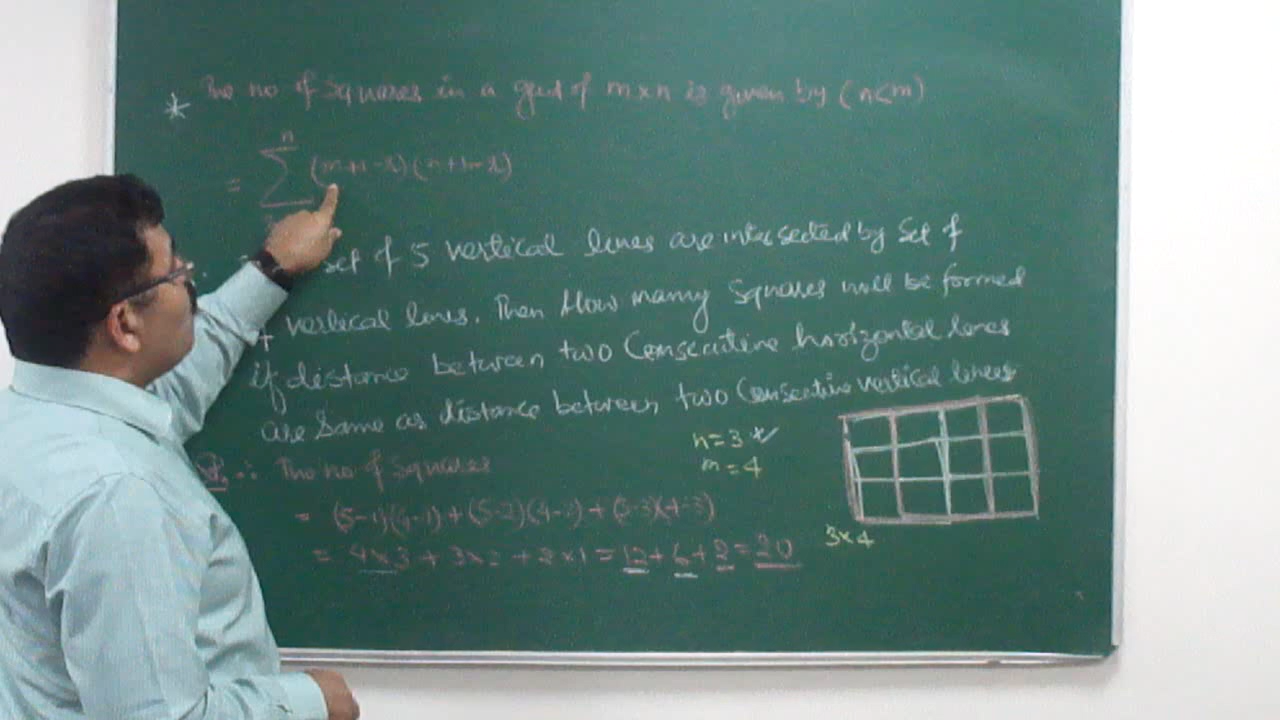 * The no of squares in a grid of m×n is given by (n<m)
n
= Σ (m+1-r)(n+1-r)
set of 5 vertical lines are intersected by set of
4 vertical lines. Then How many squares will be formed
if distance between two Consecutive horizontal lines
are same as distance between two Consecutive vertical lines
n=3
m=4
∴ The no of squares
= (5-1)(4-1)+(5-2)(4-2)+(5-3)(4-3)
= 4×3+3×2+2×1=12+6+2=20
3×4